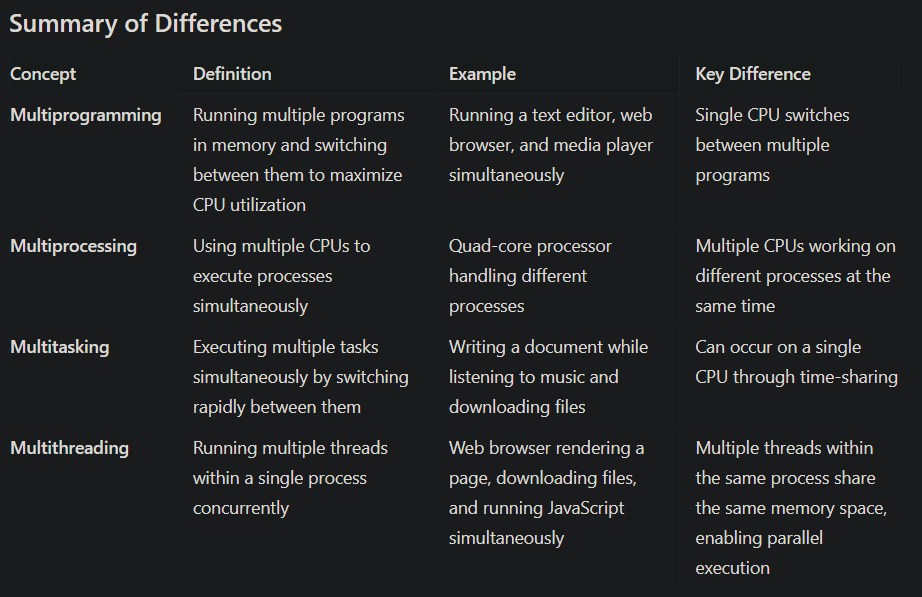 Summary of Differences
Concept Definition Example Key Difference
Multiprogramming Running multiple programs Running a text editor, web Single CPU switches
in memory and switching browser, and media player between multiple
between them to maximize simultaneously programs
CPU utilization
Multiprocessing Using multiple CPUs to Quad-core processor Multiple CPUs working on
execute processes handling different different processes at the
simultaneously processes same time
Multitasking Executing multiple tasks Writing a document while Can occur on a single
simultaneously by switching listening to music and CPU through time-sharing
rapidly between them downloading files
Multithreading Running multiple threads Web browser rendering a Multiple threads within
within a single process page, downloading files, the same process share
concurrently and running JavaScript the same memory space,
simultaneously enabling parallel
execution